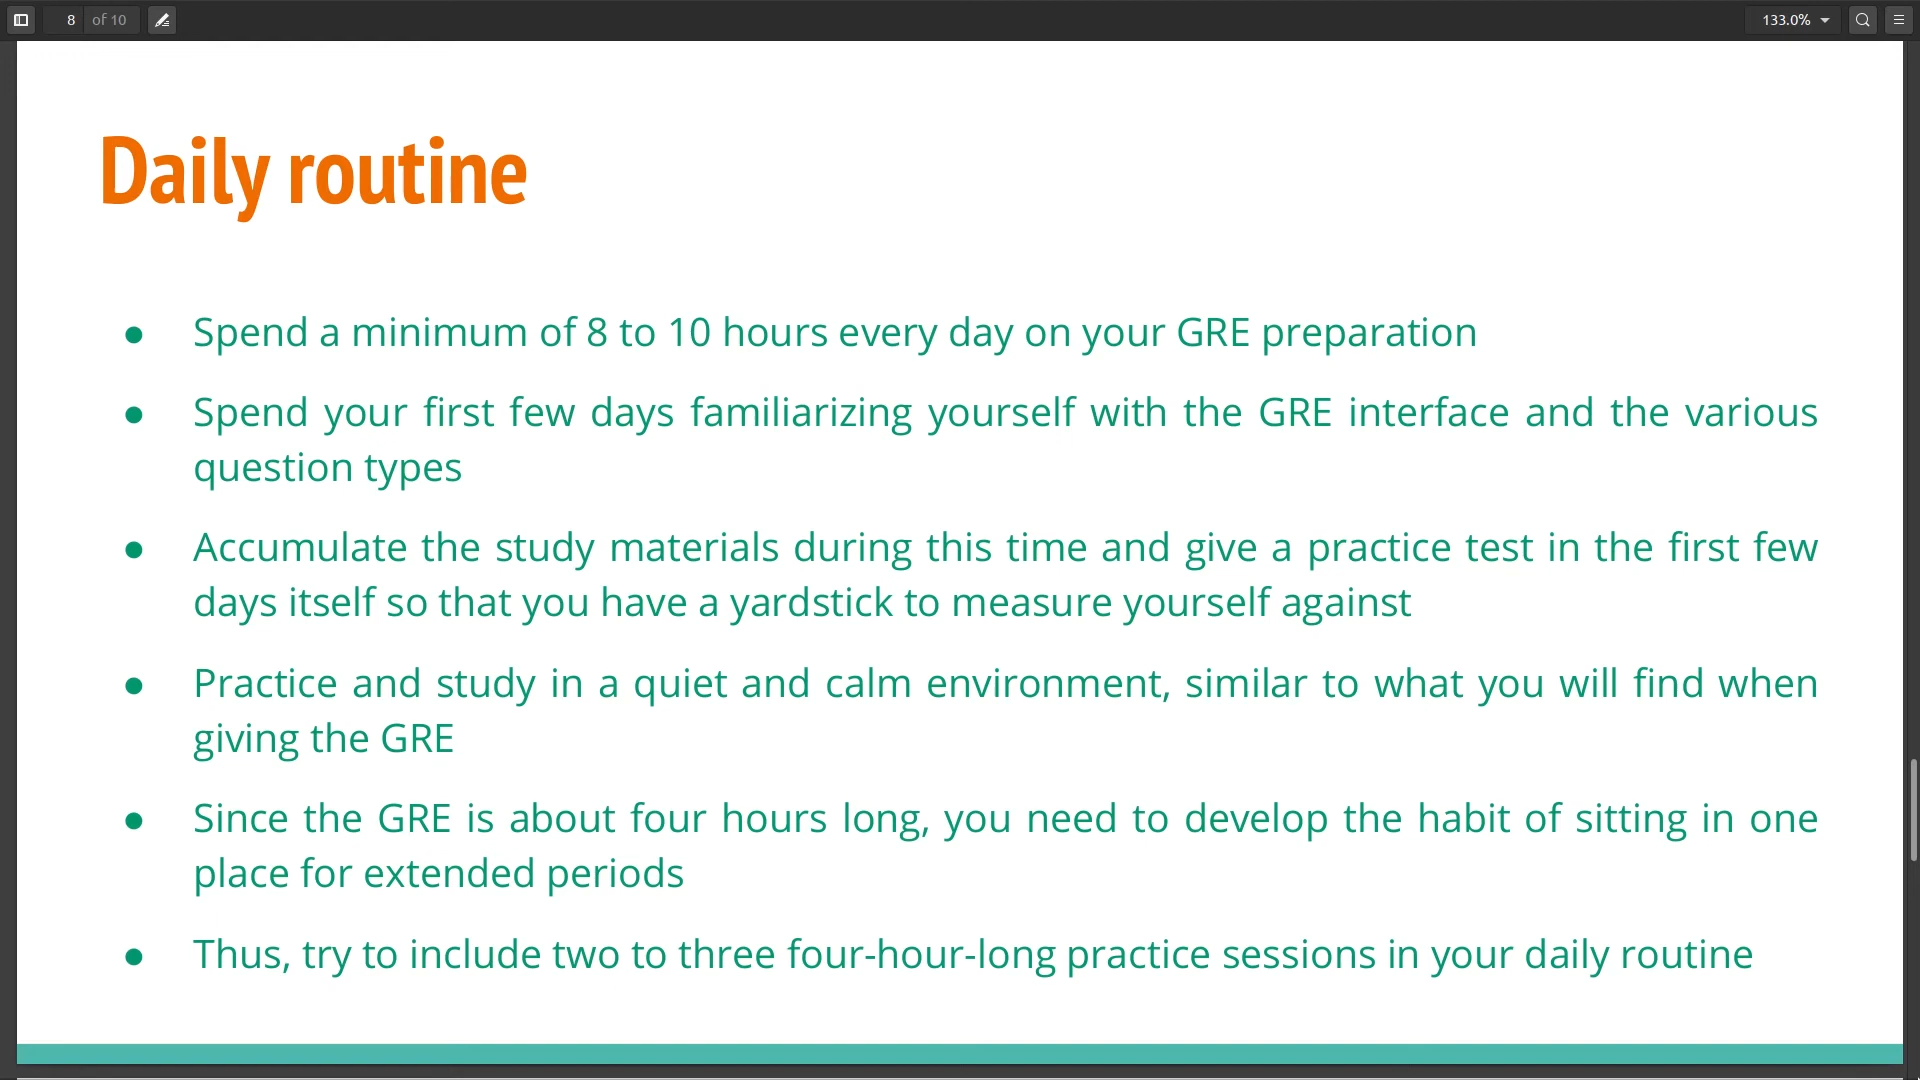 8 of 10
133.0%
Daily routine
● Spend a minimum of 8 to 10 hours every day on your GRE preparation
● Spend your first few days familiarizing yourself with the GRE interface and the various
question types
● Accumulate the study materials during this time and give a practice test in the first few
days itself so that you have a yardstick to measure yourself against
● Practice and study in a quiet and calm environment, similar to what you will find when
giving the GRE
● Since the GRE is about four hours long, you need to develop the habit of sitting in one
place for extended periods
● Thus, try to include two to three four-hour-long practice sessions in your daily routine